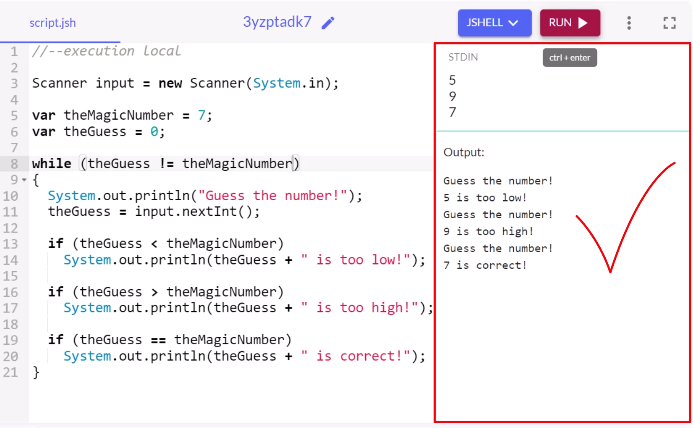 script.jsh
3yzptadk7
JSHELL
RUN
ctrl + enter
1 //--execution local
2
3 Scanner input = new Scanner(System.in);
4
5 var theMagicNumber = 7;
6 var theGuess = 0;
7
8 while (theGuess != theMagicNumber)
9 {
10   System.out.println("Guess the number!");
11   theGuess = input.nextInt();
12
13   if (theGuess < theMagicNumber)
14     System.out.println(theGuess + " is too low!");
15
16   if (theGuess > theMagicNumber)
17     System.out.println(theGuess + " is too high!");
18
19   if (theGuess == theMagicNumber)
20     System.out.println(theGuess + " is correct!");
21 }
STDIN
5
9
7
Output:
Guess the number!
5 is too low!
Guess the number!
9 is too high!
Guess the number!
7 is correct!